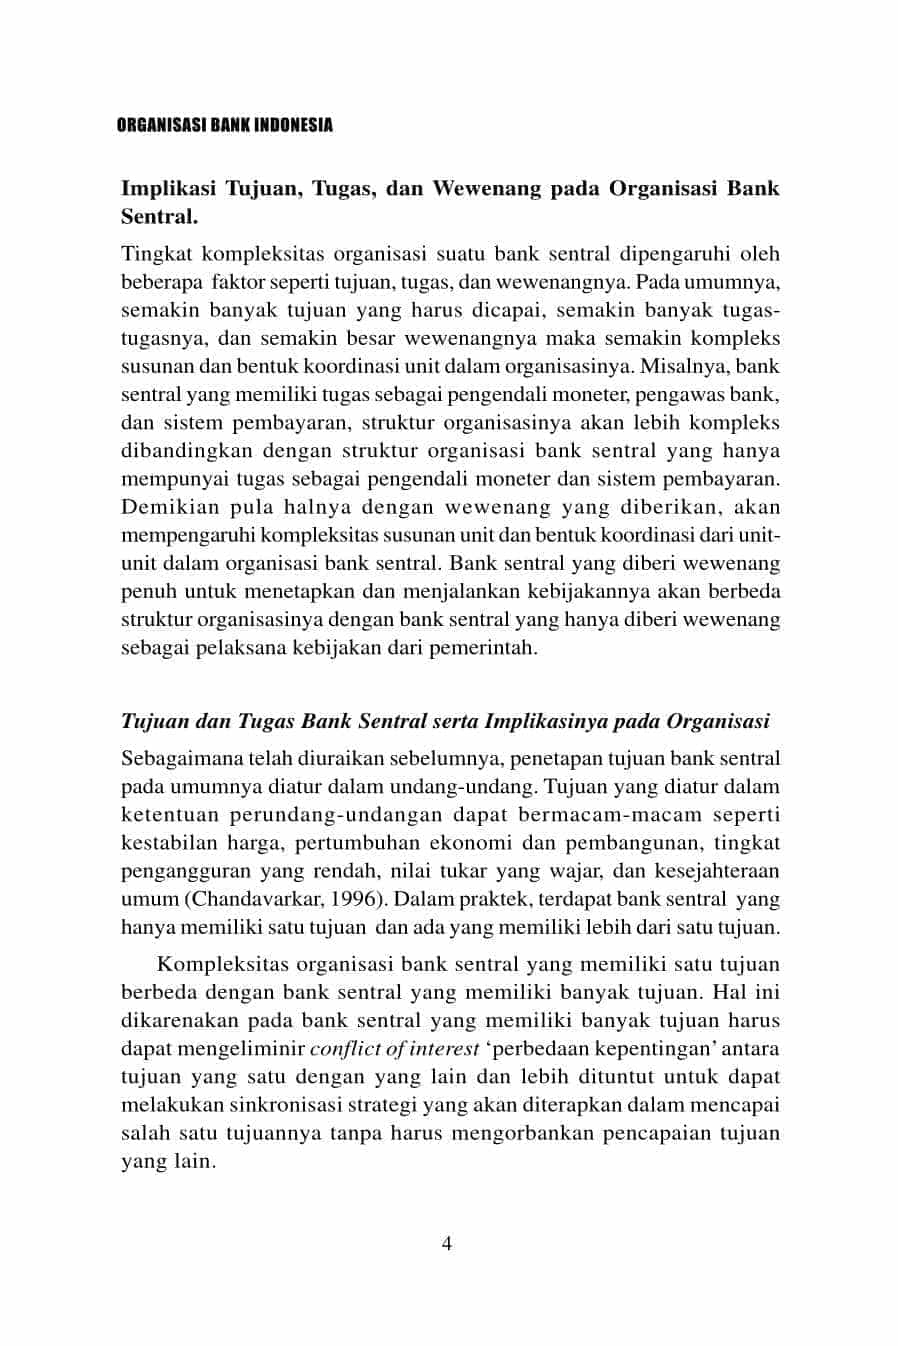 ORGANISASI BANK INDONESIA
Implikasi Tujuan, Tugas, dan Wewenang pada Organisasi Bank
Sentral.
Tingkat kompleksitas organisasi suatu bank sentral dipengaruhi oleh
beberapa faktor seperti tujuan, tugas, dan wewenangnya. Pada umumnya,
semakin banyak tujuan yang harus dicapai, semakin banyak tugas-
tugasnya, dan semakin besar wewenangnya maka semakin kompleks
susunan dan bentuk koordinasi unit dalam organisasinya. Misalnya, bank
sentral yang memiliki tugas sebagai pengendali moneter, pengawas bank,
dan sistem pembayaran, struktur organisasinya akan lebih kompleks
dibandingkan dengan struktur organisasi bank sentral yang hanya
mempunyai tugas sebagai pengendali moneter dan sistem pembayaran.
Demikian pula halnya dengan wewenang yang diberikan, akan
mempengaruhi kompleksitas susunan unit dan bentuk koordinasi dari unit-
unit dalam organisasi bank sentral. Bank sentral yang diberi wewenang
penuh untuk menetapkan dan menjalankan kebijakannya akan berbeda
struktur organisasinya dengan bank sentral yang hanya diberi wewenang
sebagai pelaksana kebijakan dari pemerintah.
Tujuan dan Tugas Bank Sentral serta Implikasinya pada Organisasi
Sebagaimana telah diuraikan sebelumnya, penetapan tujuan bank sentral
pada umumnya diatur dalam undang-undang. Tujuan yang diatur dalam
ketentuan perundang-undangan dapat bermacam-macam seperti
kestabilan harga, pertumbuhan ekonomi dan pembangunan, tingkat
pengangguran yang rendah, nilai tukar yang wajar, dan kesejahteraan
umum (Chandavarkar, 1996). Dalam praktek, terdapat bank sentral yang
hanya memiliki satu tujuan dan ada yang memiliki lebih dari satu tujuan.
Kompleksitas organisasi bank sentral yang memiliki satu tujuan
berbeda dengan bank sentral yang memiliki banyak tujuan. Hal ini
dikarenakan pada bank sentral yang memiliki banyak tujuan harus
dapat mengeliminir conflict of interest ‘perbedaan kepentingan’ antara
tujuan yang satu dengan yang lain dan lebih dituntut untuk dapat
melakukan sinkronisasi strategi yang akan diterapkan dalam mencapai
salah satu tujuannya tanpa harus mengorbankan pencapaian tujuan
yang lain.
4